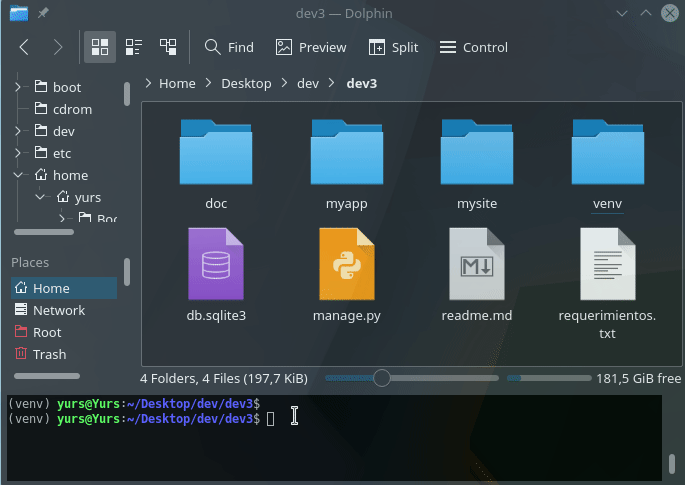 dev3 — Dolphin
Find
Preview
Split
Control
Home
Desktop
dev
dev3
boot
cdrom
dev
etc
home
yurs
Places
Home
Network
Root
Trash
doc
myapp
mysite
venv
db.sqlite3
manage.py
readme.md
requerimientos.
txt
4 Folders, 4 Files (197,7 KiB)
181,5 GiB free
(venv) yurs@Yurs:~/Desktop/dev/dev3$
(venv) yurs@Yurs:~/Desktop/dev/dev3$